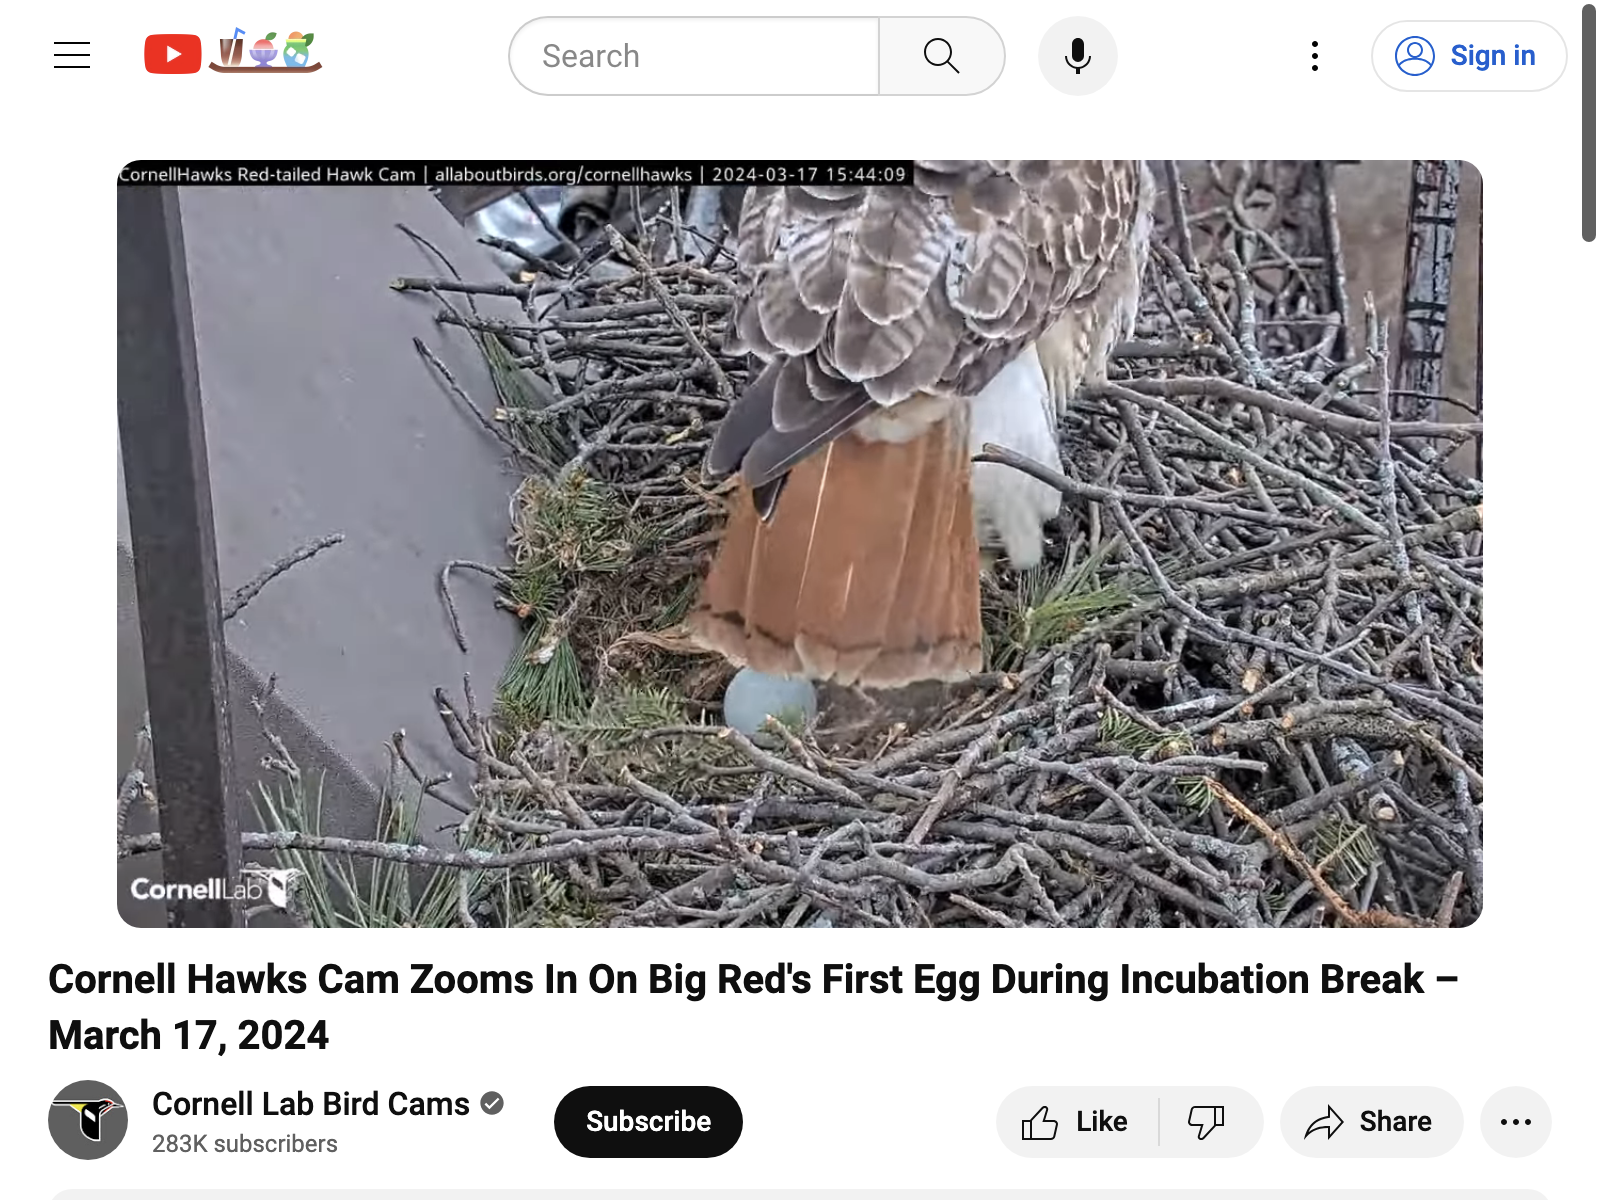 Search
Sign in
CornellHawks Red-tailed Hawk Cam | allaboutbirds.org/cornellhawks | 2024-03-17 15:44:09
CornellLab
Cornell Hawks Cam Zooms In On Big Red's First Egg During Incubation Break –
March 17, 2024
Cornell Lab Bird Cams
283K subscribers
Subscribe
Like
Share